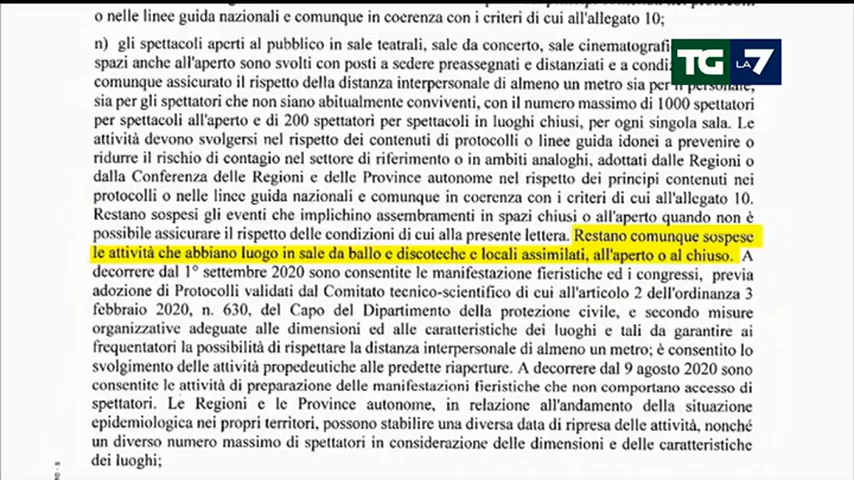 o nelle linee guida nazionali e comunque in coerenza con i criteri di cui all'allegato 10;
n) gli spettacoli aperti al pubblico in sale teatrali, sale da concerto, sale cinematografi
TG LA 7
spazi anche all'aperto sono svolti con posti a sedere preassegnati e distanziati e a condiz
comunque assicurato il rispetto della distanza interpersonale di almeno un metro sia per il personale,
sia per gli spettatori che non siano abitualmente conviventi, con il numero massimo di 1000 spettatori
per spettacoli all'aperto e di 200 spettatori per spettacoli in luoghi chiusi, per ogni singola sala. Le
attività devono svolgersi nel rispetto dei contenuti di protocolli o linee guida idonei a prevenire o
ridurre il rischio di contagio nel settore di riferimento o in ambiti analoghi, adottati dalle Regioni o
dalla Conferenza delle Regioni e delle Province autonome nel rispetto dei principi contenuti nei
protocolli o nelle linee guida nazionali e comunque in coerenza con i criteri di cui all'allegato 10.
Restano sospesi gli eventi che implichino assembramenti in spazi chiusi o all'aperto quando non è
possibile assicurare il rispetto delle condizioni di cui alla presente lettera. Restano comunque sospese
le attività che abbiano luogo in sale da ballo e discoteche e locali assimilati, all'aperto o al chiuso. A
decorrere dal 1° settembre 2020 sono consentite le manifestazione fieristiche ed i congressi, previa
adozione di Protocolli validati dal Comitato tecnico-scientifico di cui all'articolo 2 dell'ordinanza 3
febbraio 2020, n. 630, del Capo del Dipartimento della protezione civile, e secondo misure
organizzative adeguate alle dimensioni ed alle caratteristiche dei luoghi e tali da garantire ai
frequentatori la possibilità di rispettare la distanza interpersonale di almeno un metro; è consentito lo
svolgimento delle attività propedeutiche alle predette riaperture. A decorrere dal 9 agosto 2020 sono
consentite le attività di preparazione delle manifestazioni fieristiche che non comportano accesso di
spettatori. Le Regioni e le Province autonome, in relazione all'andamento della situazione
epidemiologica nei propri territori, possono stabilire una diversa data di ripresa delle attività, nonché
un diverso numero massimo di spettatori in considerazione delle dimensioni e delle caratteristiche
dei luoghi;